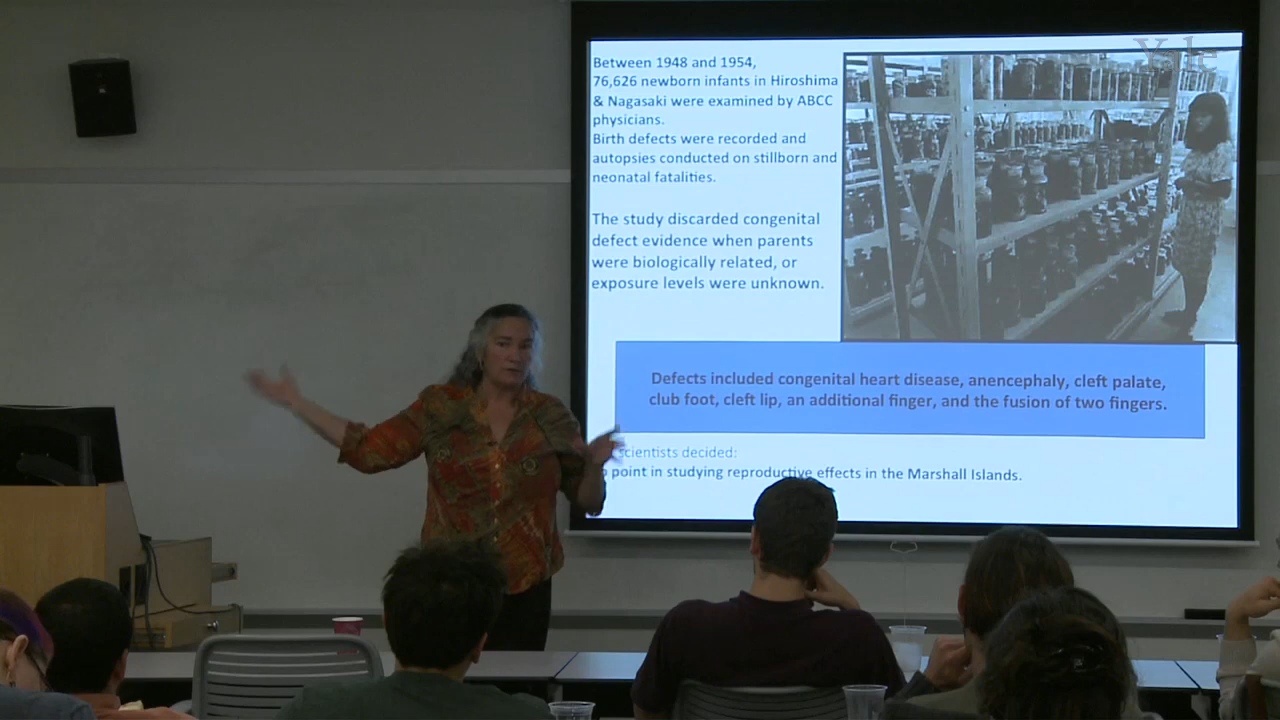 Yale
Between 1948 and 1954,
76,626 newborn infants in Hiroshima
& Nagasaki were examined by ABCC
physicians.
Birth defects were recorded and
autopsies conducted on stillborn and
neonatal fatalities.
The study discarded congenital
defect evidence when parents
were biologically related, or
exposure levels were unknown.
Defects included congenital heart disease, anencephaly, cleft palate,
club foot, cleft lip, an additional finger, and the fusion of two fingers.
scientists decided:
point in studying reproductive effects in the Marshall Islands.